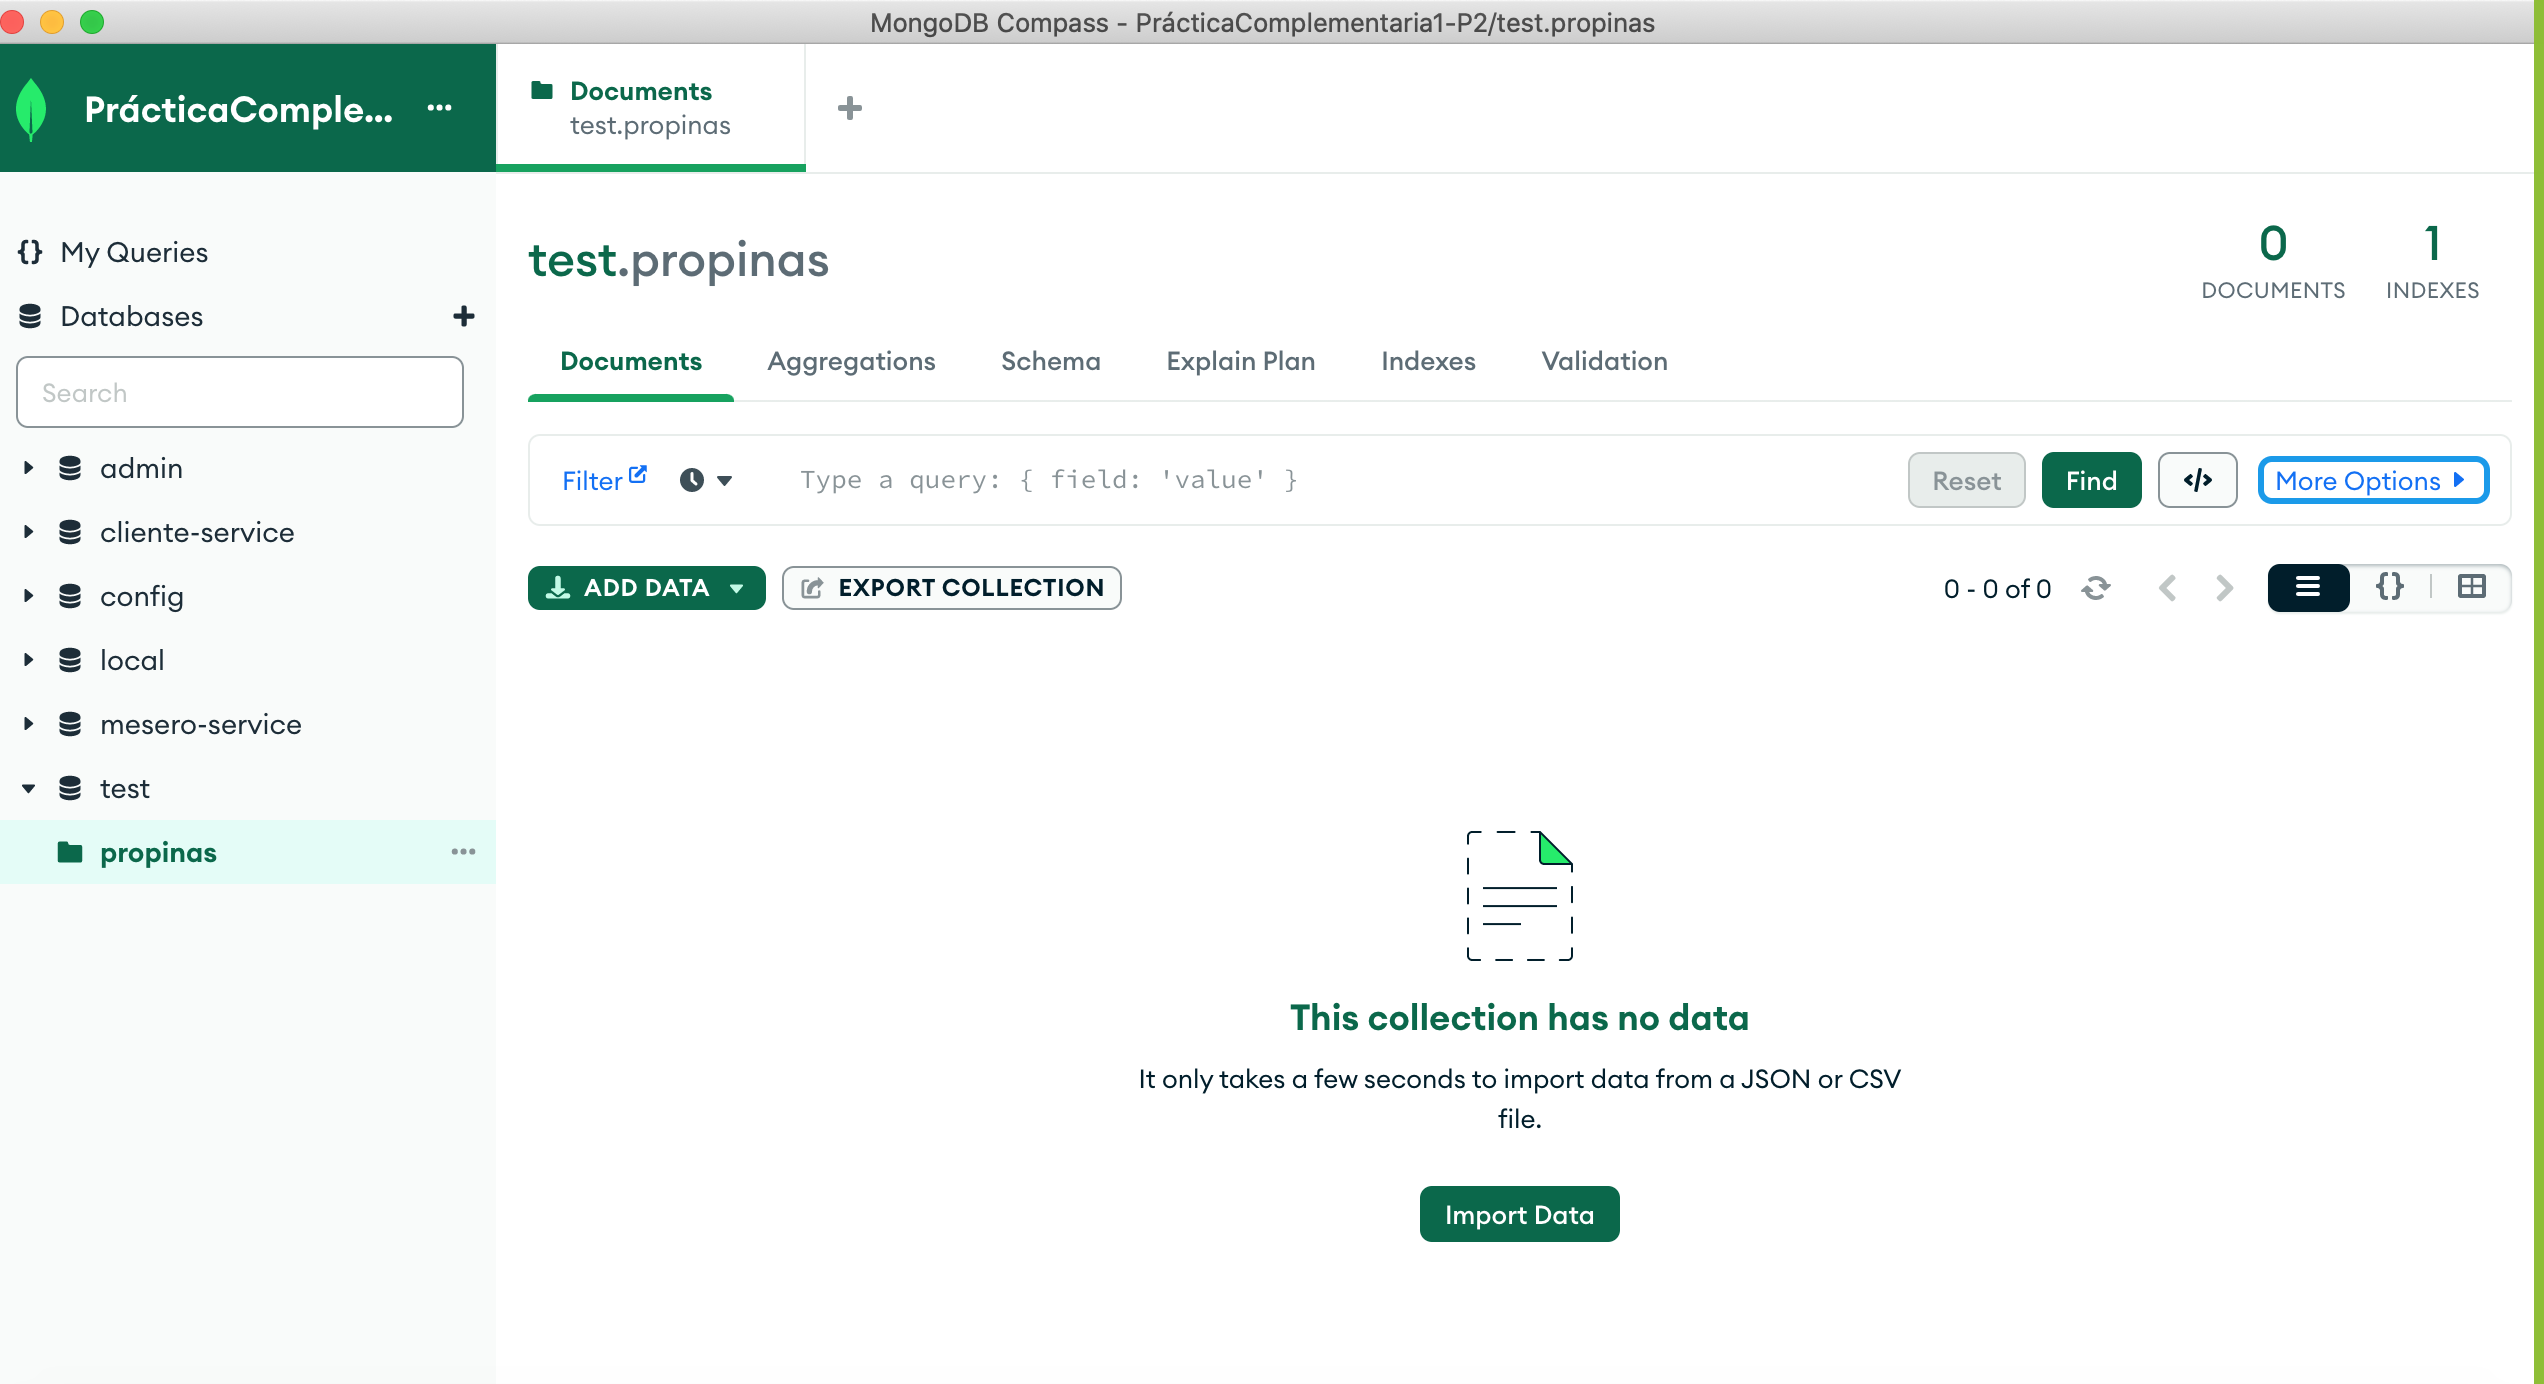 MongoDB Compass - PrácticaComplementaria1-P2/test.propinas
PrácticaComple...
Documents
test.propinas
My Queries
Databases
Search
admin
cliente-service
config
local
mesero-service
test
propinas
test.propinas
0
DOCUMENTS
1
INDEXES
Documents
Aggregations
Schema
Explain Plan
Indexes
Validation
Filter
Type a query: { field: 'value' }
Reset
Find
</>
More Options
ADD DATA
EXPORT COLLECTION
0 - 0 of 0
{}
This collection has no data
It only takes a few seconds to import data from a JSON or CSV
file.
Import Data